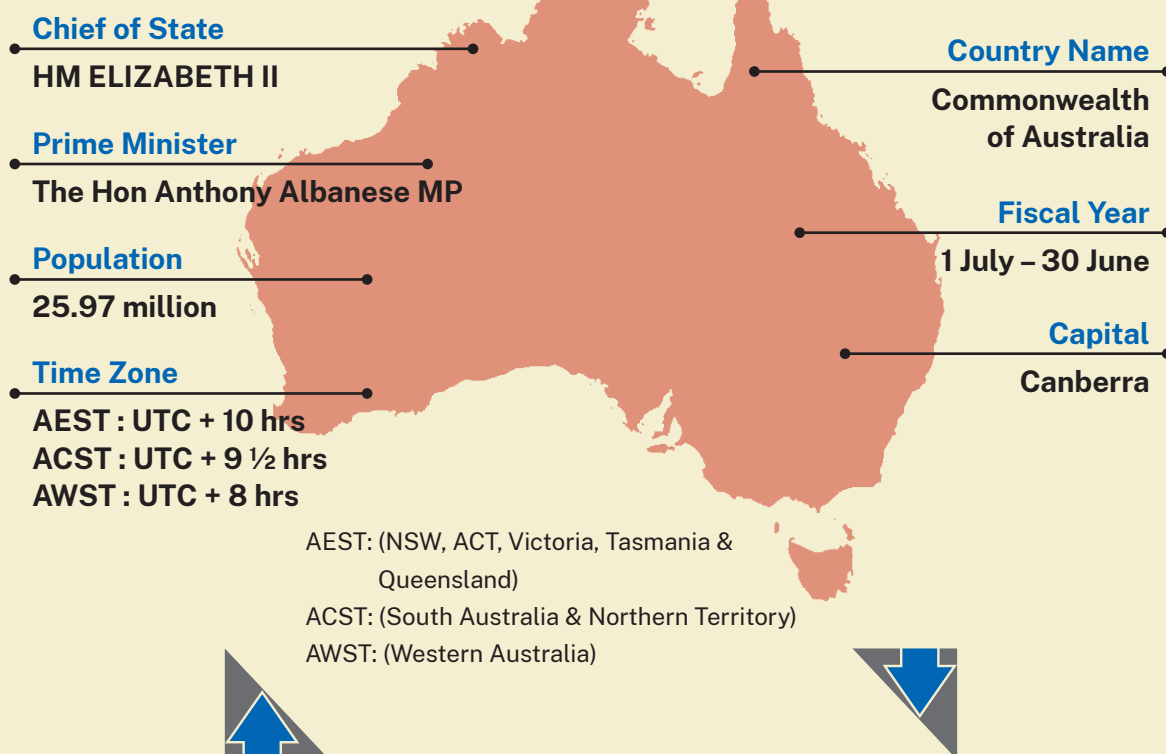 Chief of State
HM ELIZABETH II
Prime Minister
The Hon Anthony Albanese MP
Population
25.97 million
Time Zone
AEST : UTC + 10 hrs
ACST : UTC + 9 ½ hrs
AWST : UTC + 8 hrs
Country Name
Commonwealth
of Australia
Fiscal Year
1 July – 30 June
Capital
Canberra
AEST: (NSW, ACT, Victoria, Tasmania &
Queensland)
ACST: (South Australia & Northern Territory)
AWST: (Western Australia)